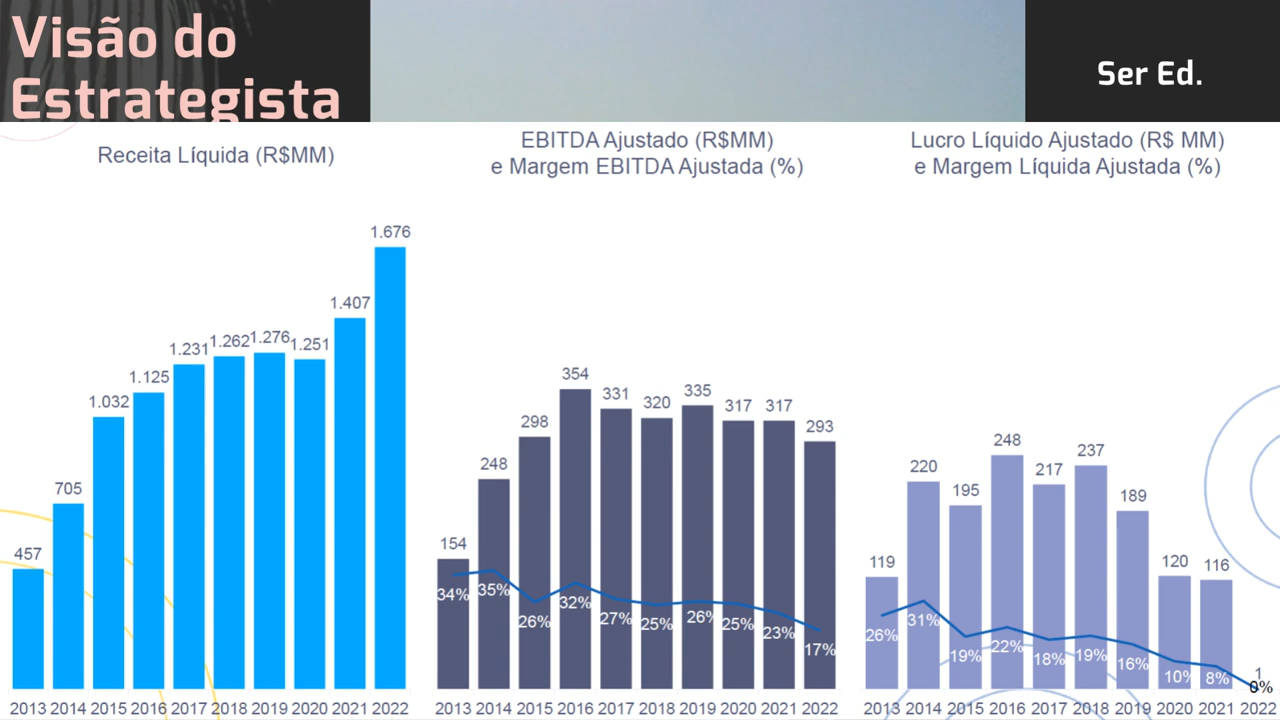 Visão do
Estrategista
Ser Ed.
Receita Líquida (R$MM)
1.676
1.407
1.231 1.262 1.276 1.251
1.125
1.032
705
457
2013 2014 2015 2016 2017 2018 2019 2020 2021 2022
EBITDA Ajustado (R$MM)
e Margem EBITDA Ajustada (%)
154 248 298 354 331 320 335 317 317 293
34% 35% 26% 32% 27% 25% 26% 25% 23% 17%
2013 2014 2015 2016 2017 2018 2019 2020 2021 2022
Lucro Líquido Ajustado (R$ MM)
e Margem Líquida Ajustada (%)
119 220 195 248 217 237 189 120 116 1
26% 31% 19% 22% 18% 19% 16% 10% 8% 0%
2013 2014 2015 2016 2017 2018 2019 2020 2021 2022